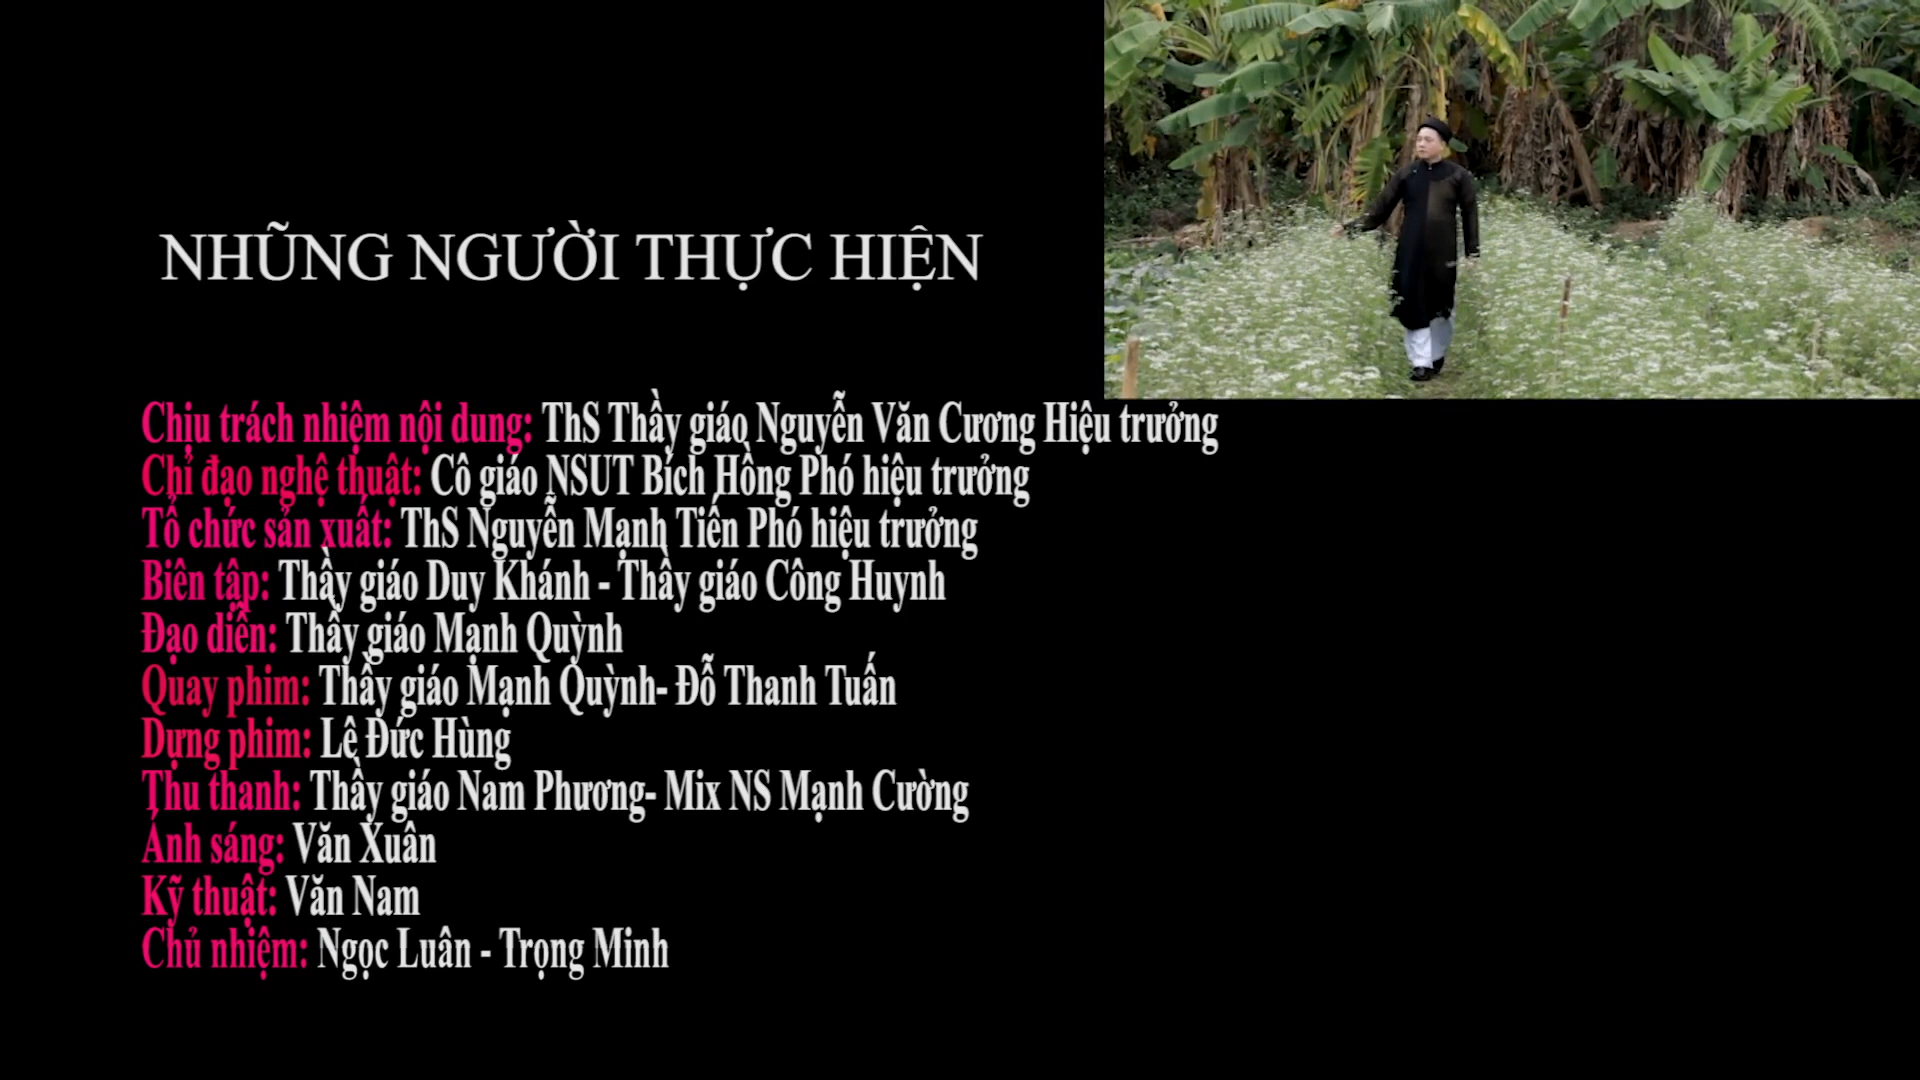 NHỮNG NGƯỜI THỰC HIỆN
Chịu trách nhiệm nội dung: ThS Thầy giáo Nguyễn Văn Cương Hiệu trưởng
Chỉ đạo nghệ thuật: Cô giáo NSUT Bích Hồng Phó hiệu trưởng
Tổ chức sản xuất: ThS Nguyễn Mạnh Tiến Phó hiệu trưởng
Biên tập: Thầy giáo Duy Khánh - Thầy giáo Công Huynh
Đạo diễn: Thầy giáo Mạnh Quỳnh
Quay phim: Thầy giáo Mạnh Quỳnh- Đỗ Thanh Tuấn
Dựng phim: Lê Đức Hùng
Thu thanh: Thầy giáo Nam Phương- Mix NS Mạnh Cường
Ánh sáng: Văn Xuân
Kỹ thuật: Văn Nam
Chủ nhiệm: Ngọc Luân - Trọng Minh